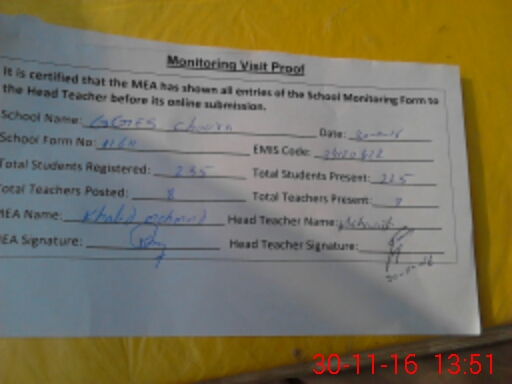 Monitoring Visit Proof
It is certified that the MEA has shown all entries of the School Monitoring Form to
the Head Teacher before its online submission.
School Name: GGES Date:
School Form No: EMIS Code:
Total Students Registered: 235 Total Students Present: 225
Total Teachers Posted: 8 Total Teachers Present:
MEA Name: Khalid Mehmood Head Teacher Name:
MEA Signature: Head Teacher Signature:
30-11-16 13:51